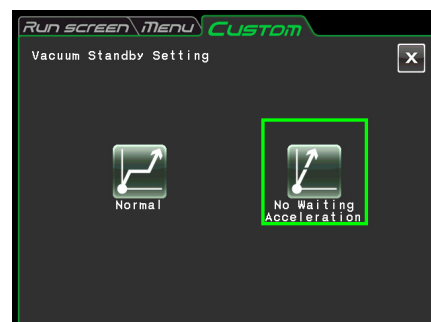 Run screen Menu Custom
Vacuum Standby Setting
X
Normal
No Waiting
Acceleration